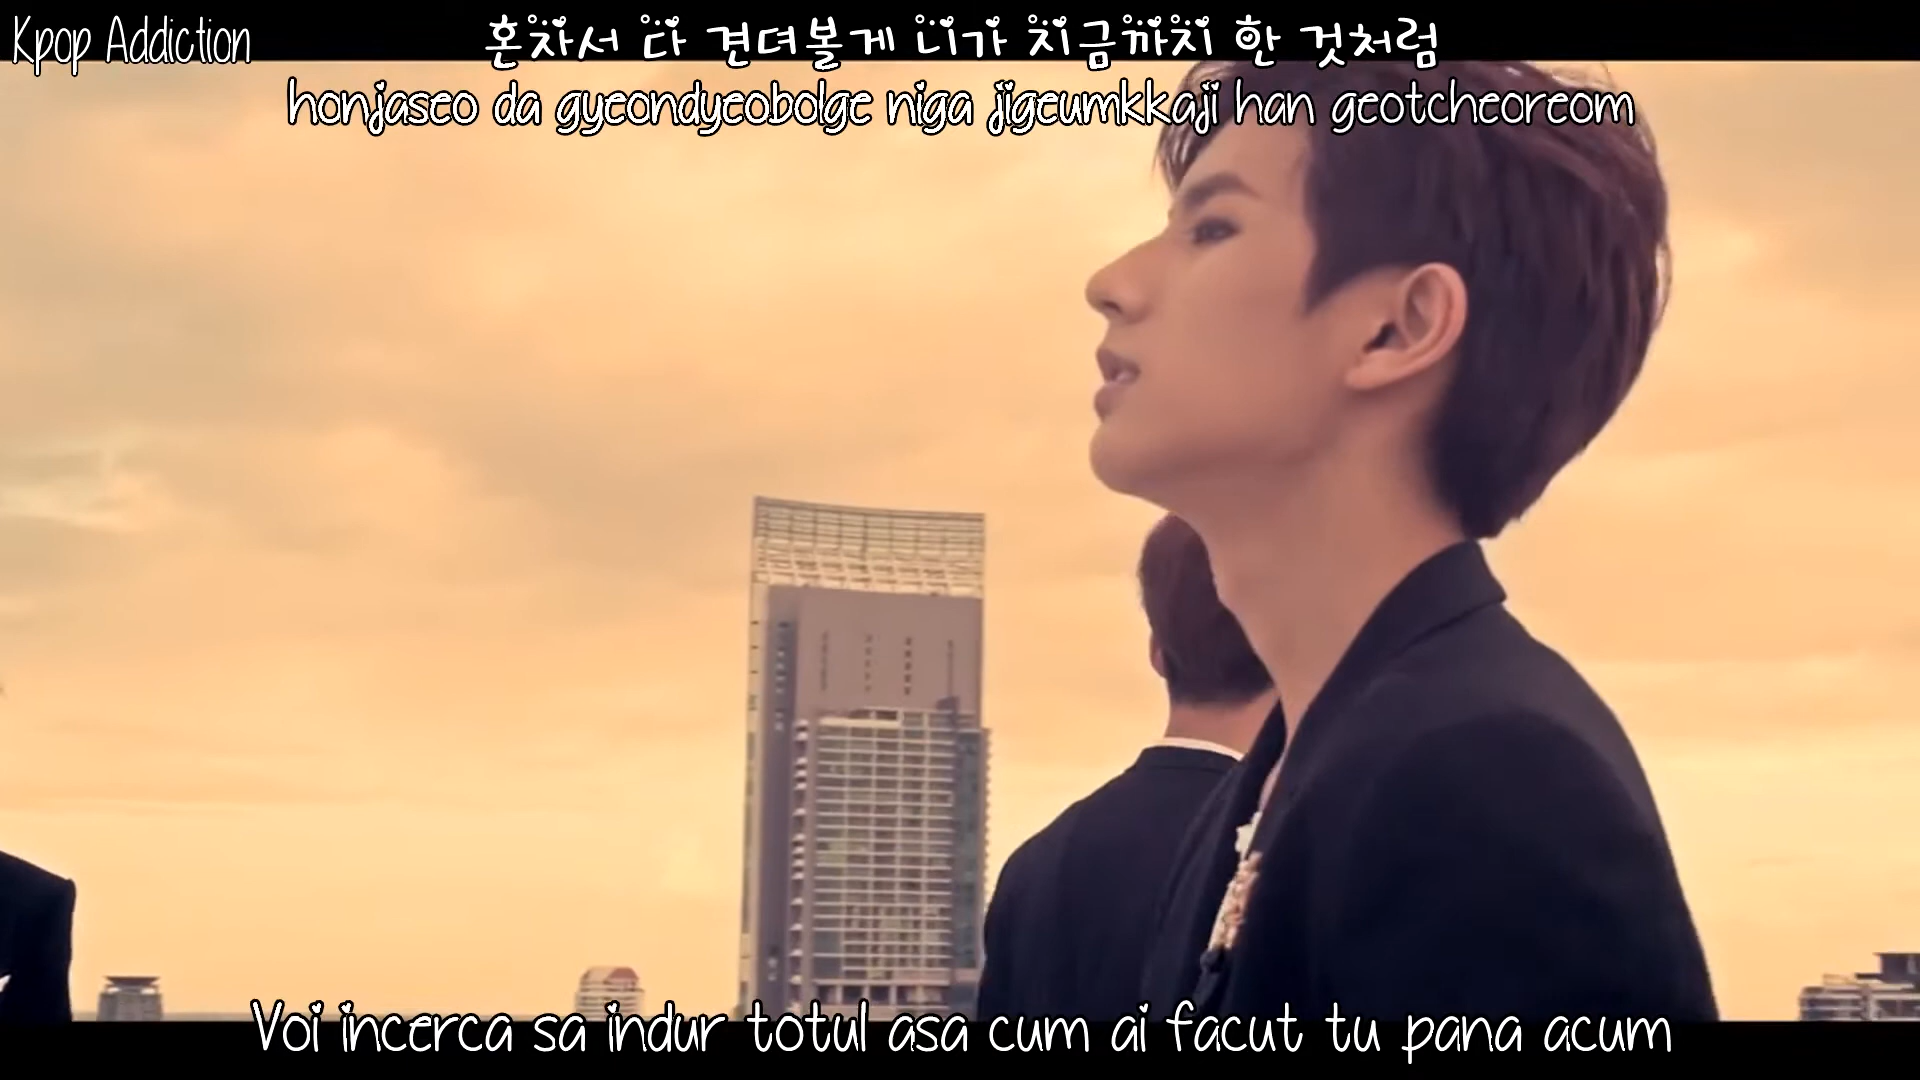 Kpop Addiction
혼자서 다 견뎌볼게 니가 지금까지 한 것처럼
honjaseo da gyeondyeobolge niga jigeumkkaji han geotcheoreom
Voi incerca sa indur totul asa cum ai facut tu pana acum